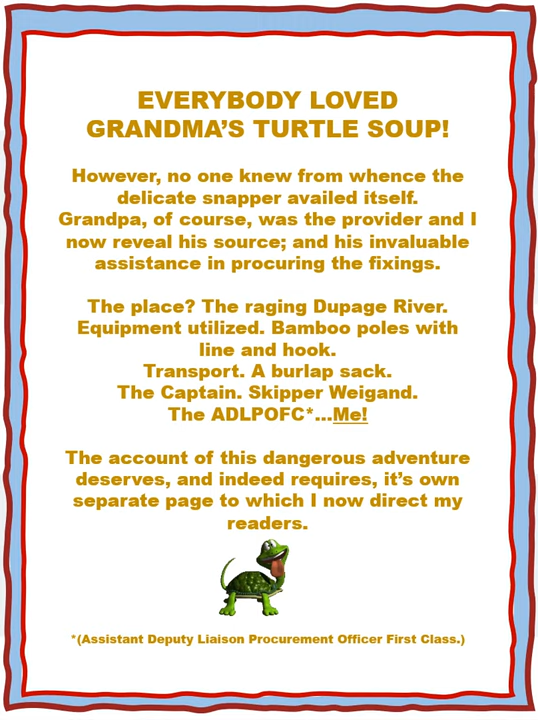 EVERYBODY LOVED
GRANDMA'S TURTLE SOUP!
However, no one knew from whence the
delicate snapper availed itself.
Grandpa, of course, was the provider and I
now reveal his source; and his invaluable
assistance in procuring the fixings.
The place? The raging Dupage River.
Equipment utilized. Bamboo poles with
line and hook.
Transport. A burlap sack.
The Captain. Skipper Weigand.
The ADLPOFC*...Me!
The account of this dangerous adventure
deserves, and indeed requires, it's own
separate page to which I now direct my
readers.
*(Assistant Deputy Liaison Procurement Officer First Class.)